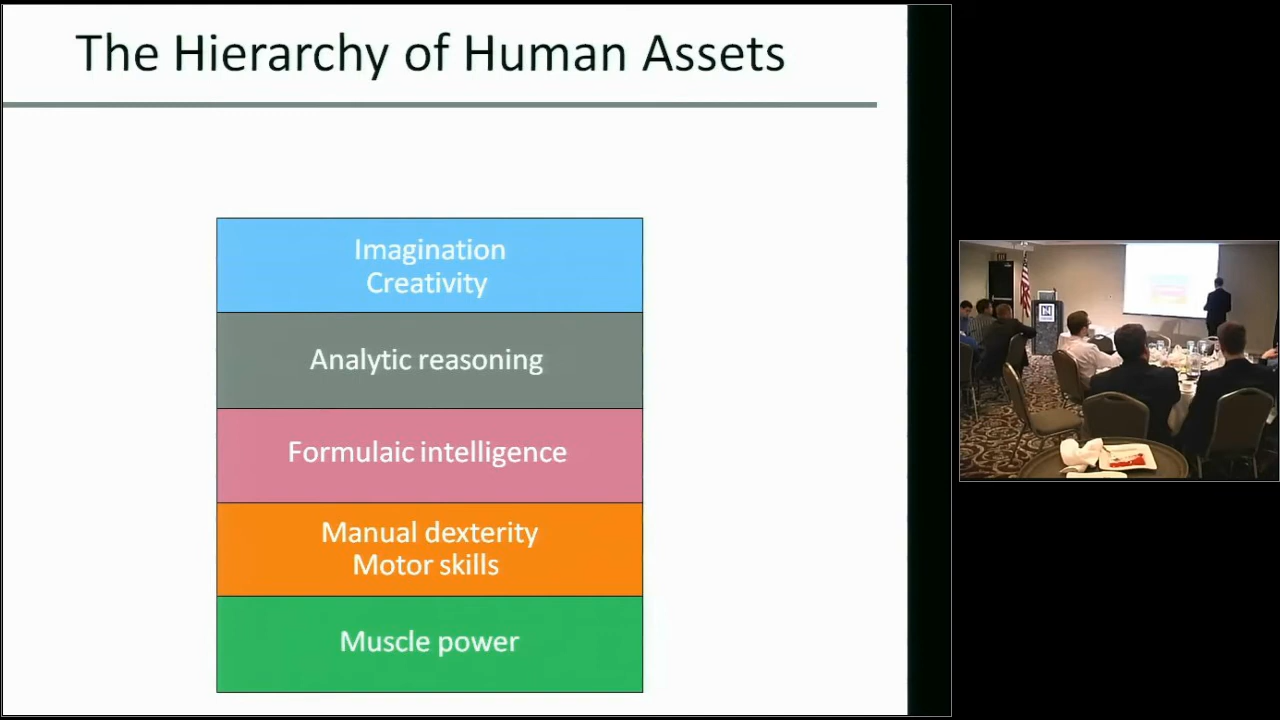 The Hierarchy of Human Assets
Imagination
Creativity
Analytic reasoning
Formulaic intelligence
Manual dexterity
Motor skills
Muscle power
N